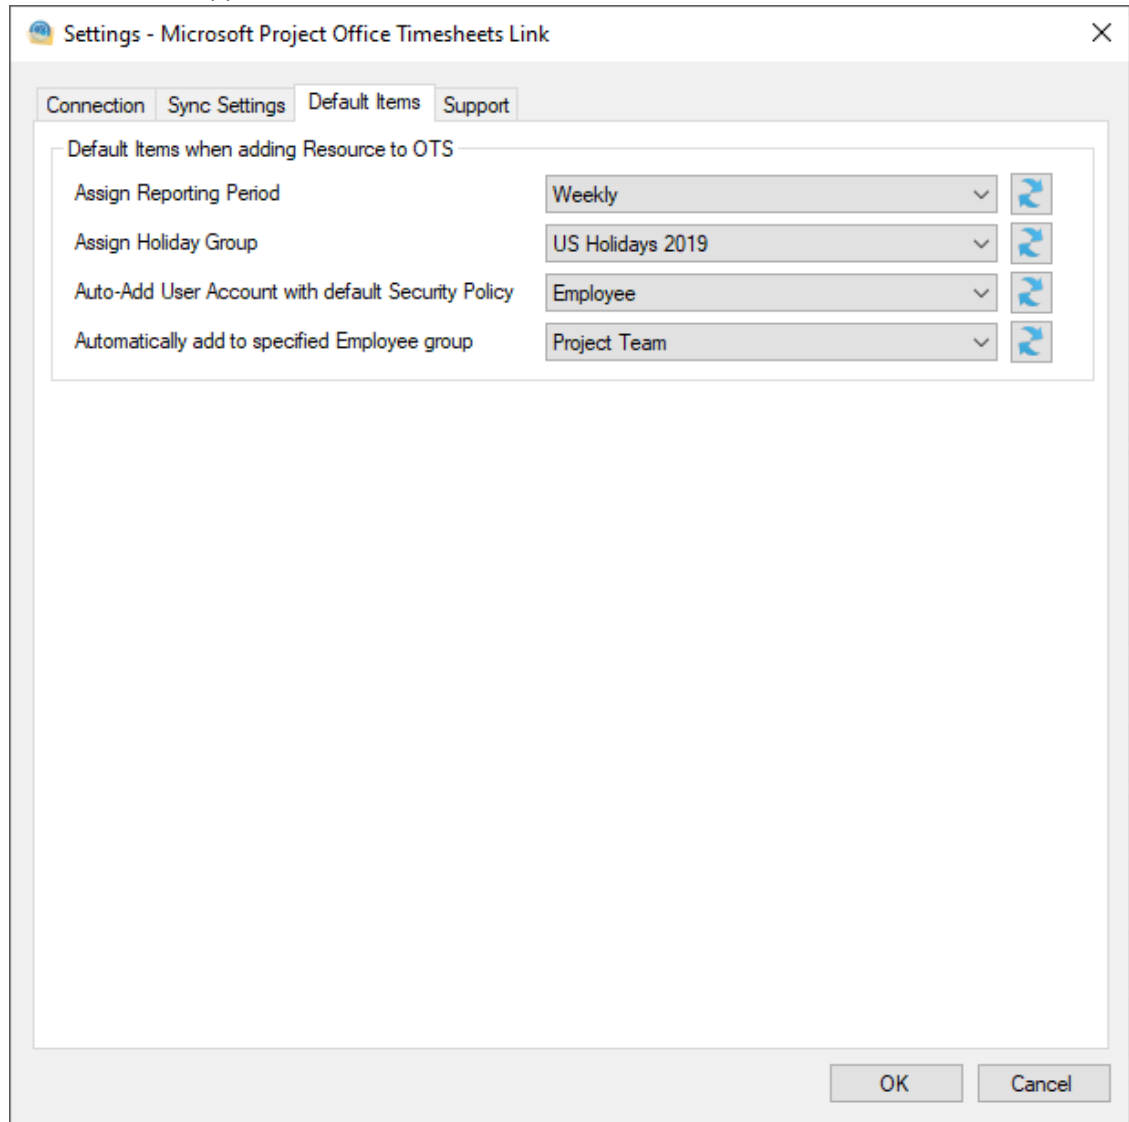 Settings - Microsoft Project Office Timesheets Link
Connection Sync Settings Default Items Support
Default Items when adding Resource to OTS
Assign Reporting Period Weekly
Assign Holiday Group US Holidays 2019
Auto-Add User Account with default Security Policy Employee
Automatically add to specified Employee group Project Team
OK Cancel